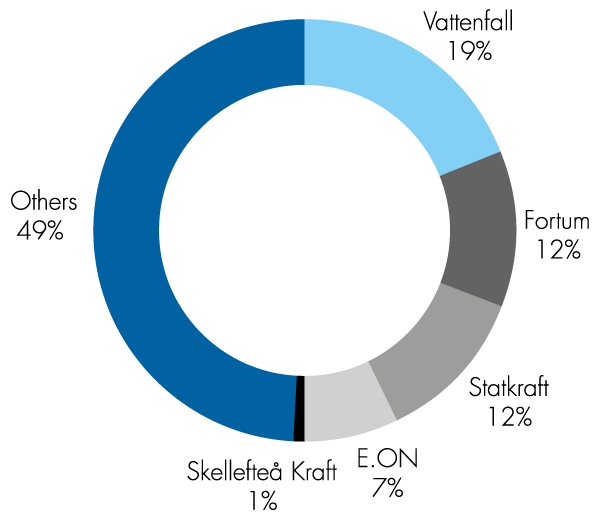 Vattenfall
19%
Fortum
12%
Statkraft
12%
E.ON
7%
Skellefteå Kraft
1%
Others
49%